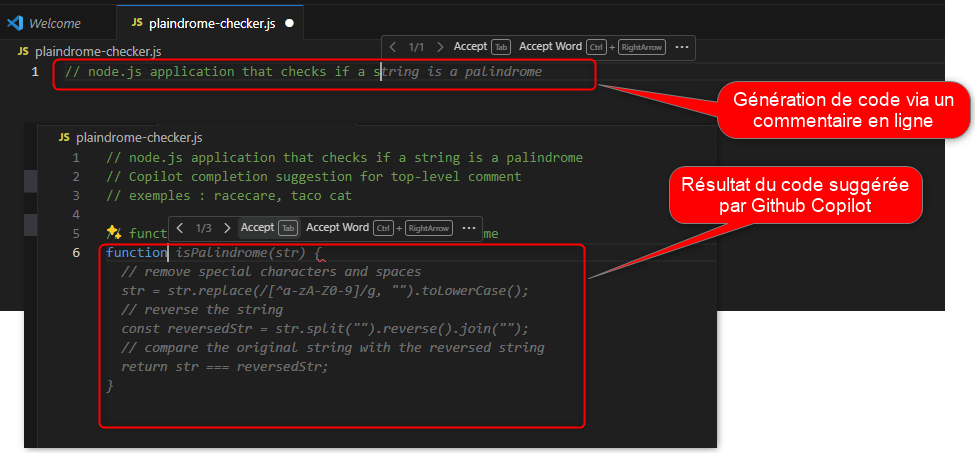 Welcome
JS plaindrome-checker.js
JS plaindrome-checker.js
1/1 Accept Tab Accept Word Ctrl + RightArrow ...
1 // node.js application that checks if a string is a palindrome
Génération de code via un
commentaire en ligne
JS plaindrome-checker.js
1 // node.js application that checks if a string is a palindrome
2 // Copilot completion suggestion for top-level comment
3 // exemples : racecare, taco cat
4
1/3 Accept Tab Accept Word Ctrl + RightArrow ...
5 // funct me
6 function isPalindrome(str) {
// remove special characters and spaces
str = str.replace(/[^a-zA-Z0-9]/g, "").toLowerCase();
// reverse the string
const reversedStr = str.split("").reverse().join("");
// compare the original string with the reversed string
return str === reversedStr;
}
Résultat du code suggérée
par Github Copilot